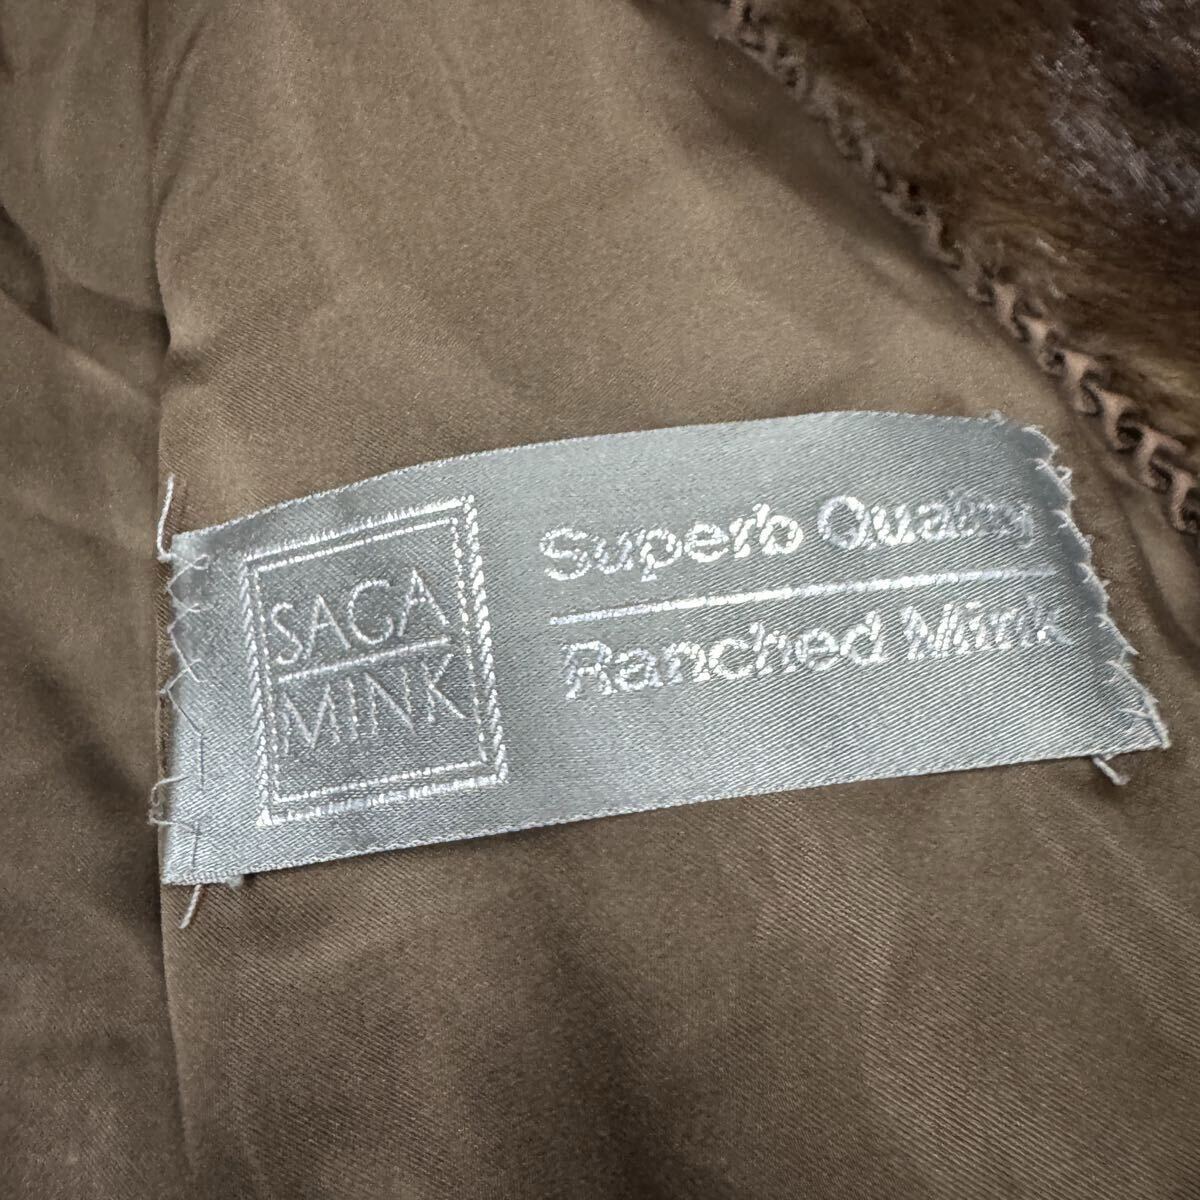 SAGA
MINK
Superb Quality
Ranched Mink